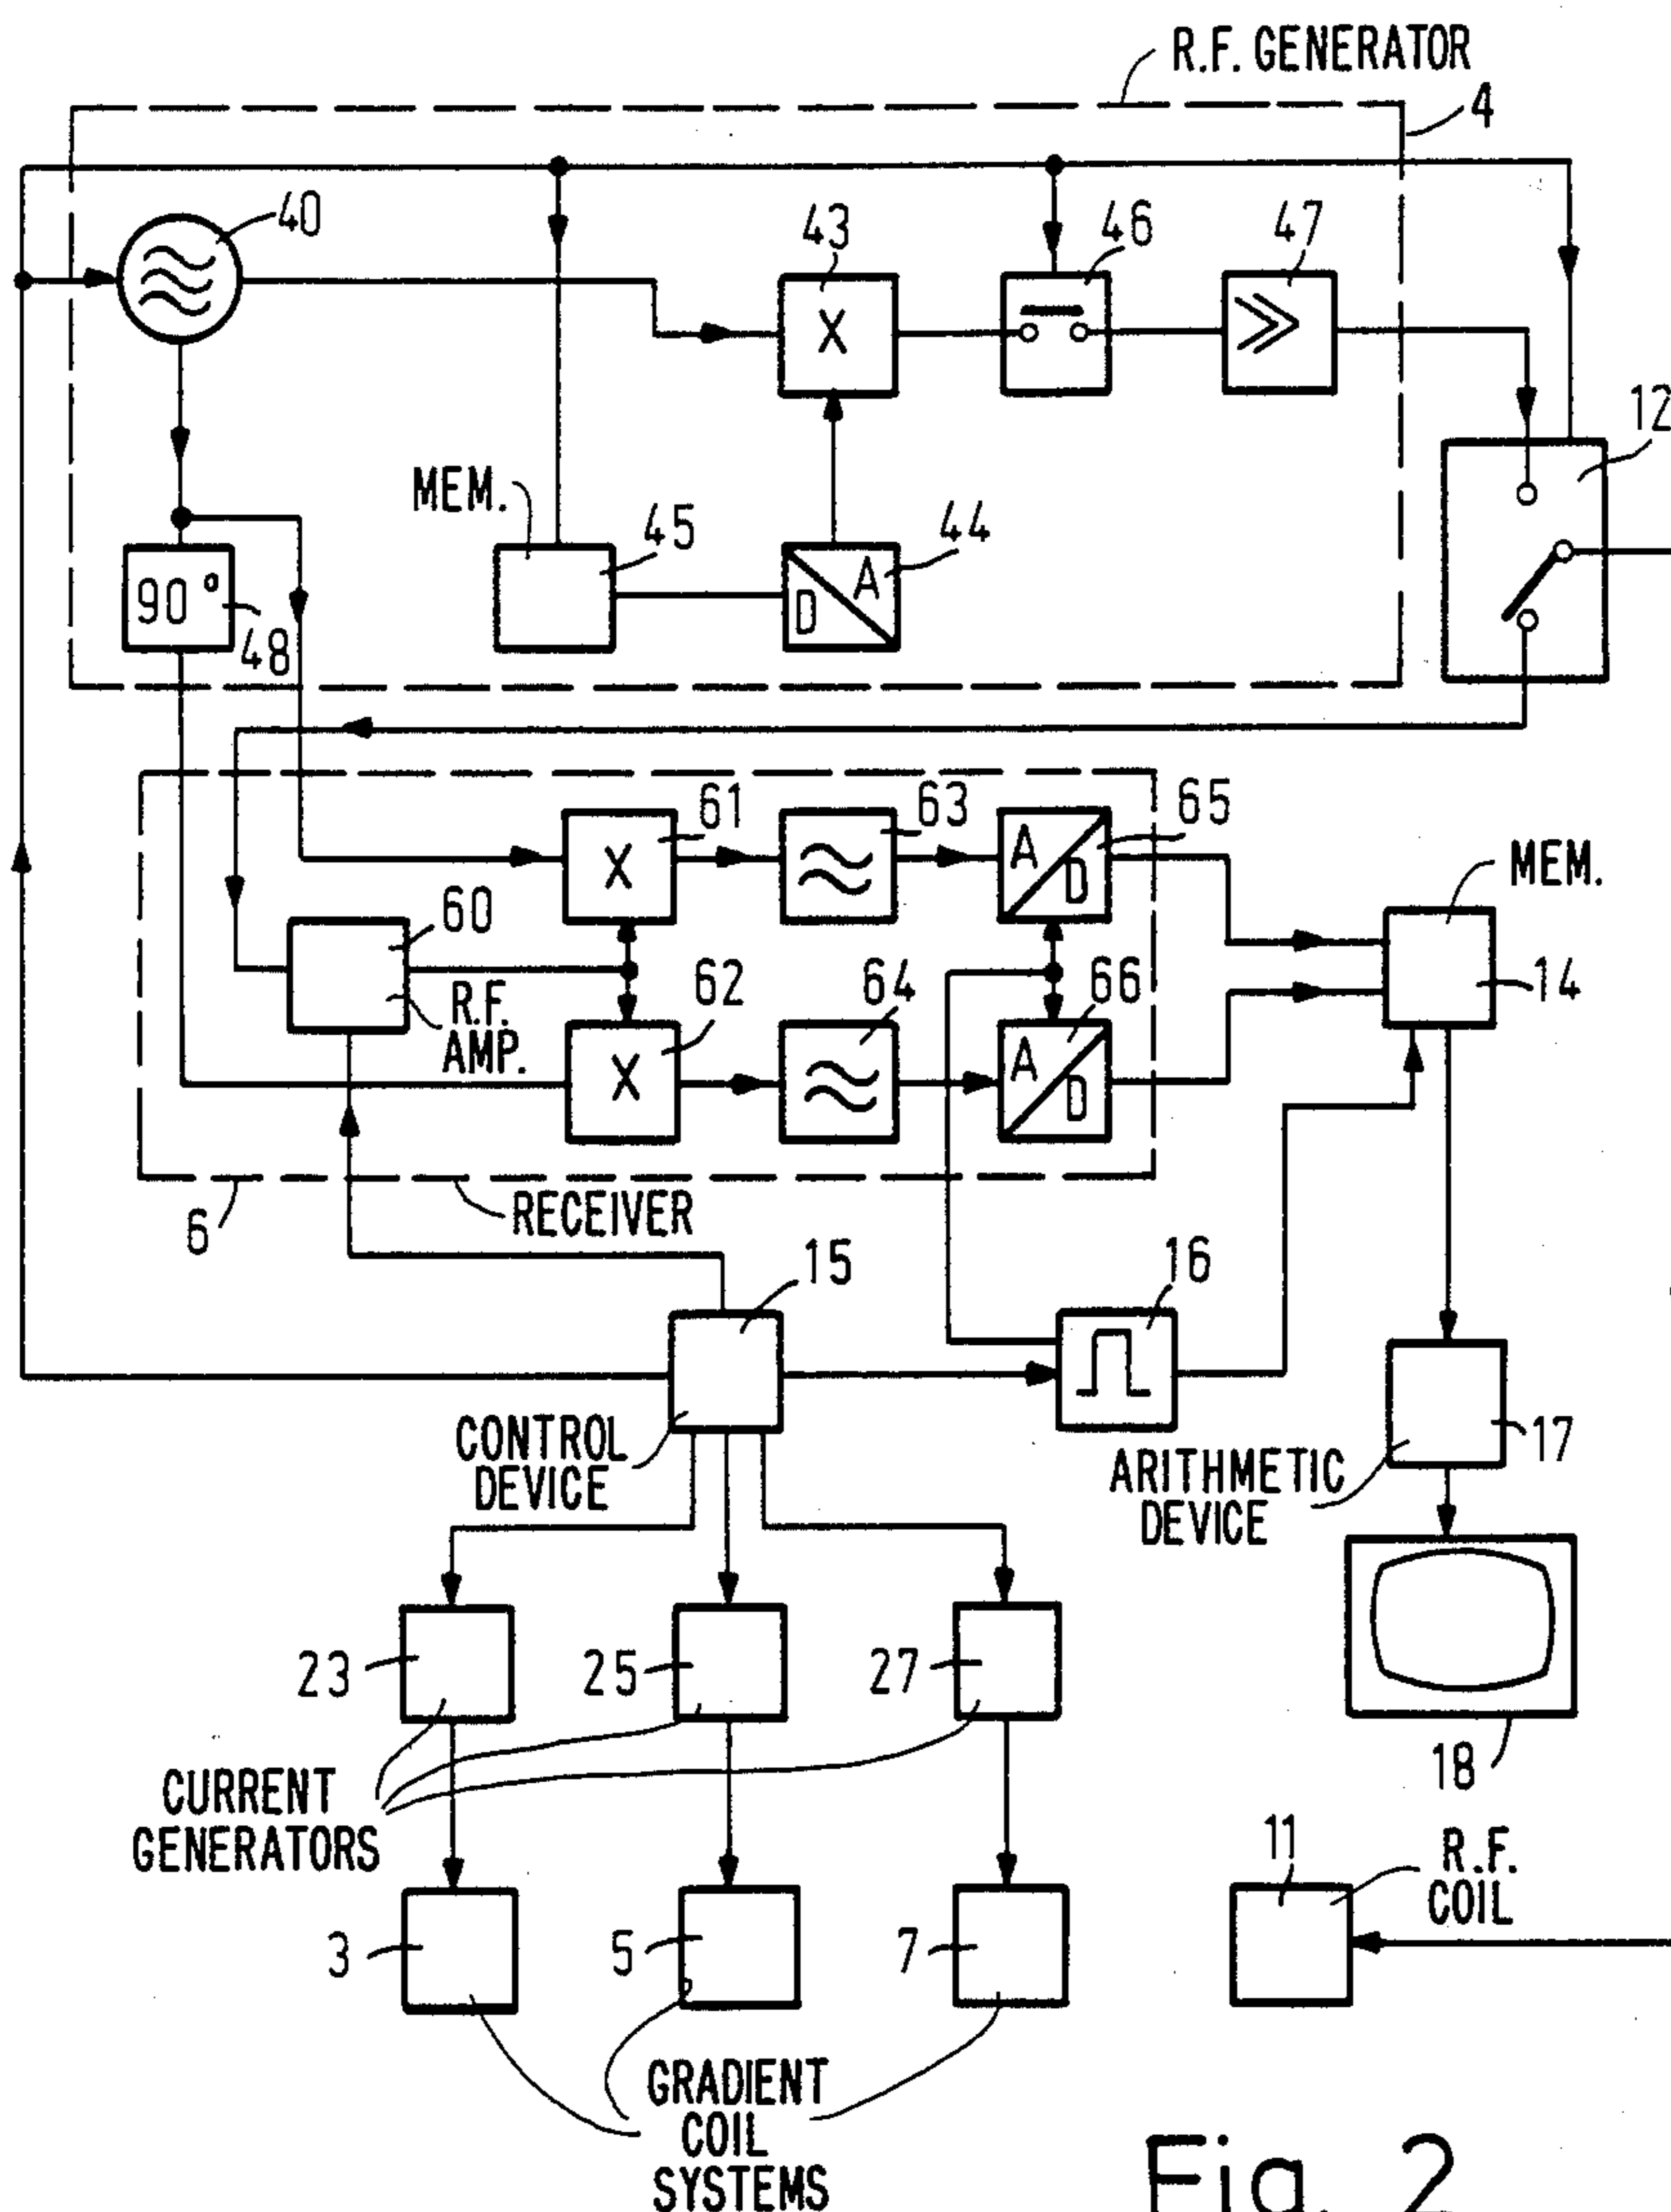 R.F. GENERATOR
4
40
43
46
47
X
12
MEM.
45
44
A
D
90°
48
61
63
65
A
D
X
MEM.
60
14
62
64
66
R.F.
AMP.
X
A
D
6
RECEIVER
15
16
CONTROL
DEVICE
17
ARITHMETIC
DEVICE
23
25
27
18
CURRENT
GENERATORS
11
R.F.
COIL
3
5
7
GRADIENT
COIL
SYSTEMS
Fig. 2